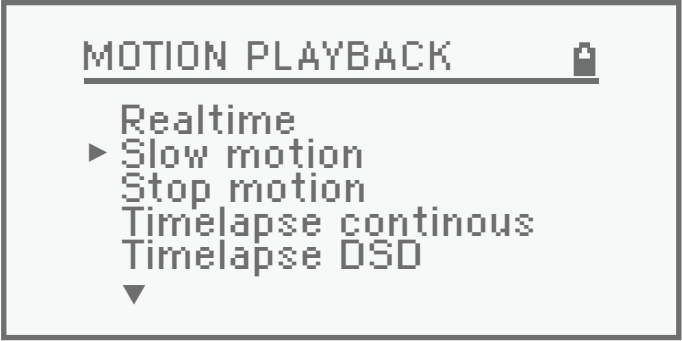 MOTION PLAYBACK
Realtime
Slow motion
Stop motion
Timelapse continous
Timelapse DSD